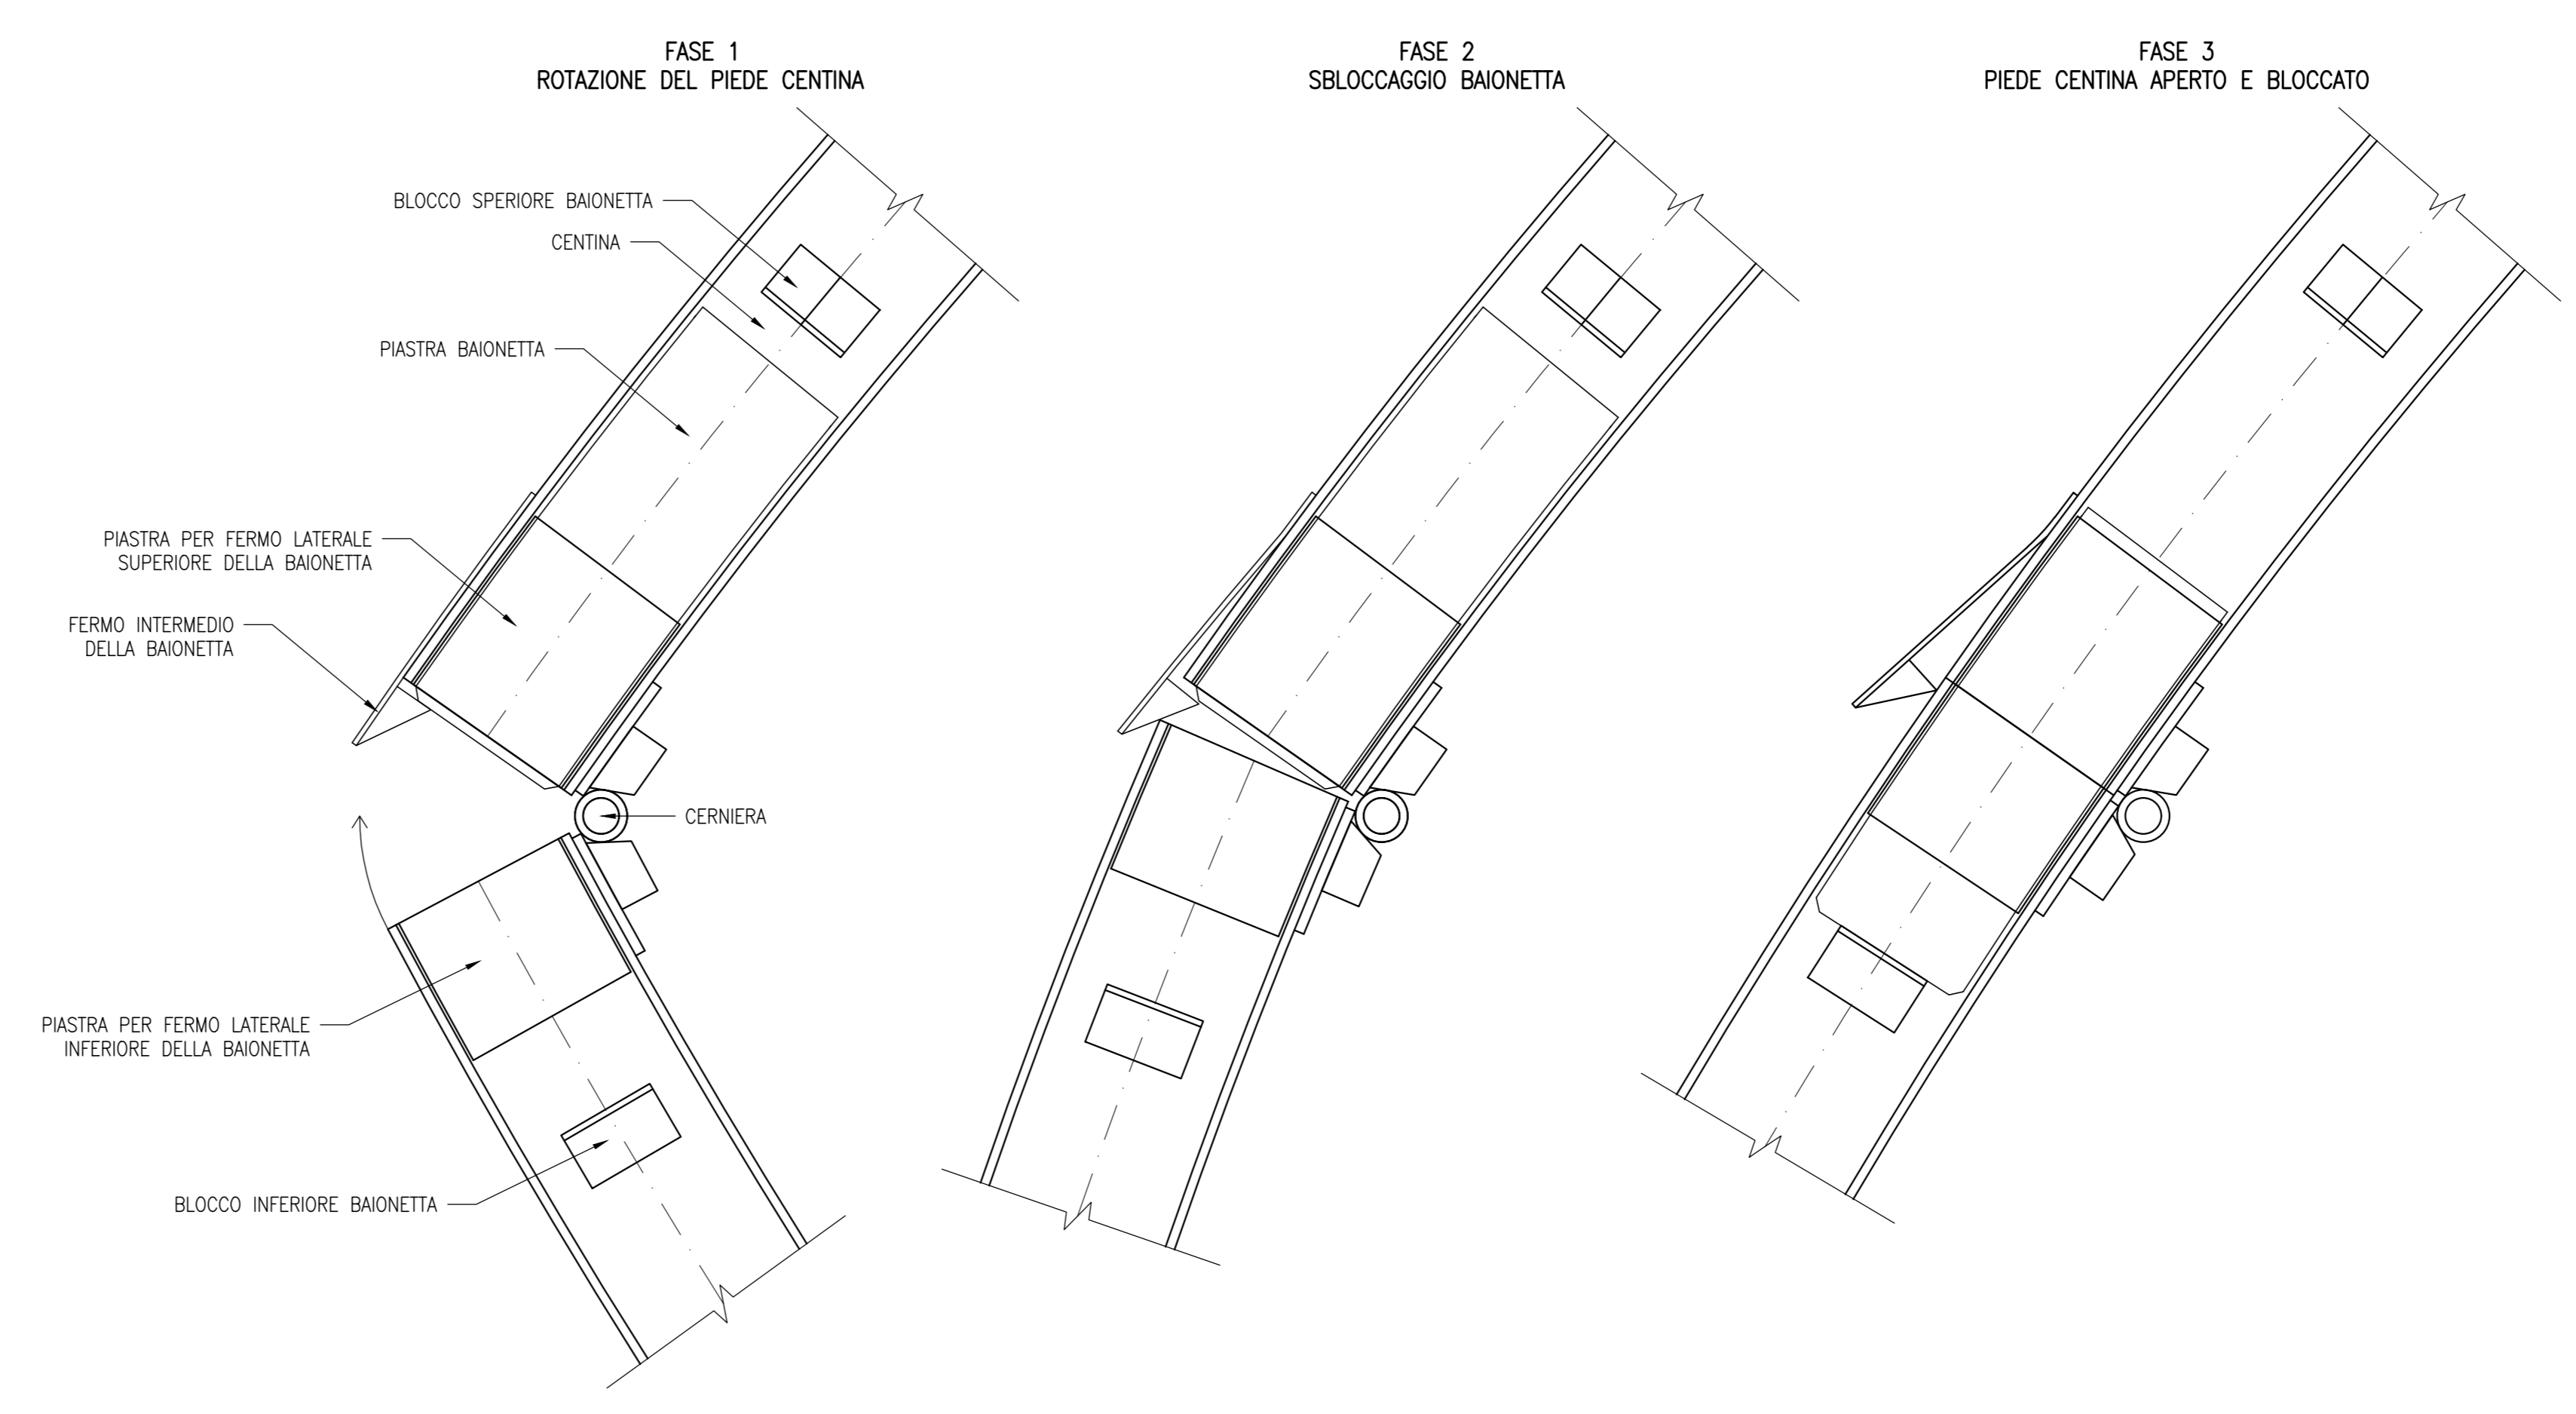 FASE 1
ROTAZIONE DEL PIEDE CENTINA
FASE 2
SBLOCCAGGIO BAIONETTA
FASE 3
PIEDE CENTINA APERTO E BLOCCATO
BLOCCO SPERIORE BAIONETTA
CENTINA
PIASTRA BAIONETTA
PIASTRA PER FERMO LATERALE
SUPERIORE DELLA BAIONETTA
FERMO INTERMEDIO
DELLA BAIONETTA
CERNIERA
PIASTRA PER FERMO LATERALE
INFERIORE DELLA BAIONETTA
BLOCCO INFERIORE BAIONETTA